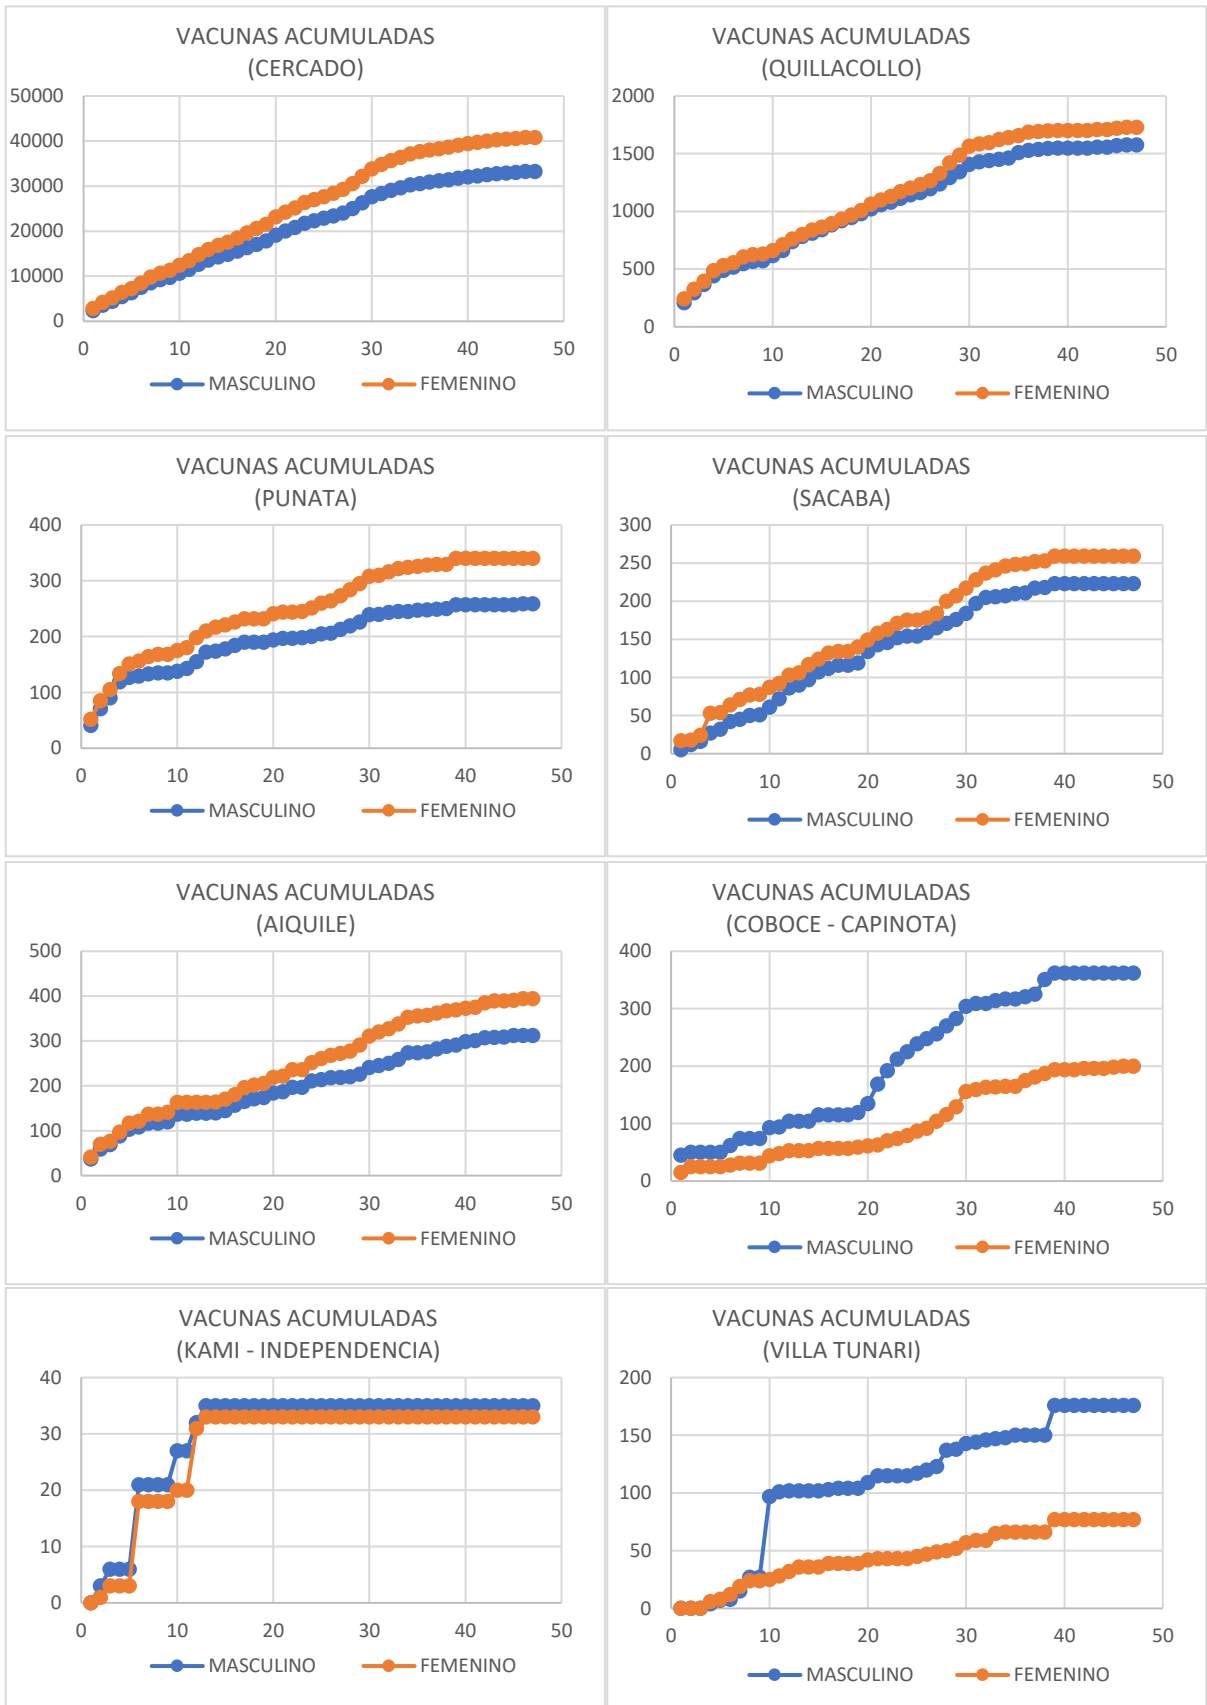 VACUNAS ACUMULADAS
(CERCADO)
50000
40000
30000
20000
10000
0
0 10 20 30 40 50
MASCULINO FEMENINO
VACUNAS ACUMULADAS
(QUILLACOLLO)
2000
1500
1000
500
0
0 10 20 30 40 50
MASCULINO FEMENINO
VACUNAS ACUMULADAS
(PUNATA)
400
300
200
100
0
0 10 20 30 40 50
MASCULINO FEMENINO
VACUNAS ACUMULADAS
(SACABA)
300
250
200
150
100
50
0
0 10 20 30 40 50
MASCULINO FEMENINO
VACUNAS ACUMULADAS
(AIQUILE)
500
400
300
200
100
0
0 10 20 30 40 50
MASCULINO FEMENINO
VACUNAS ACUMULADAS
(COBOCE - CAPINOTA)
400
300
200
100
0
0 10 20 30 40 50
MASCULINO FEMENINO
VACUNAS ACUMULADAS
(KAMI - INDEPENDENCIA)
40
30
20
10
0
0 10 20 30 40 50
MASCULINO FEMENINO
VACUNAS ACUMULADAS
(VILLA TUNARI)
200
150
100
50
0
0 10 20 30 40 50
MASCULINO FEMENINO